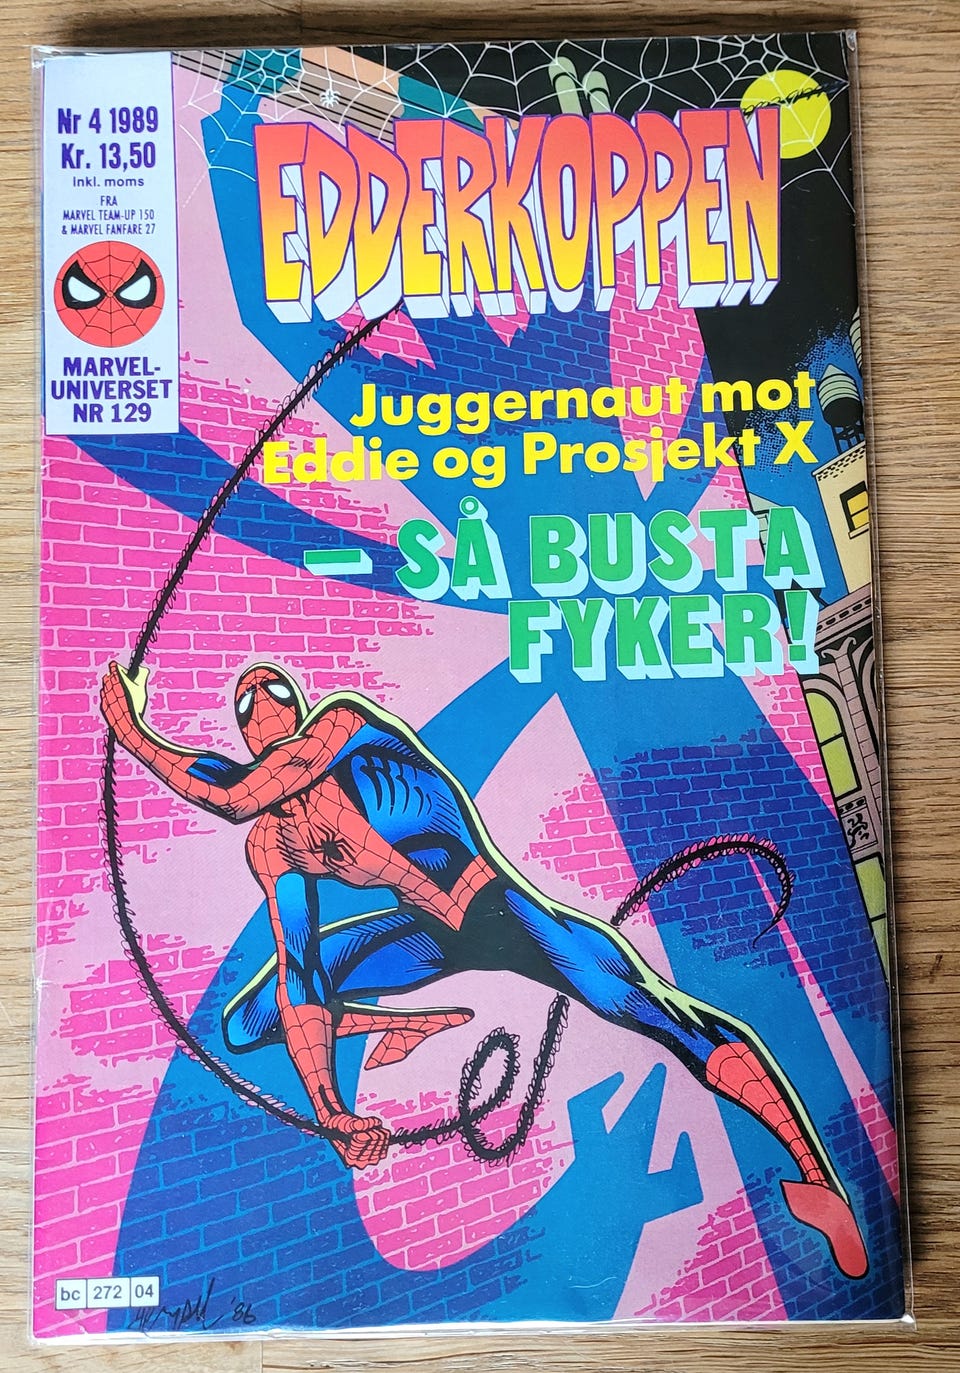 Nr 4 1989
Kr. 13,50
Inkl. moms
FRA
MARVEL TEAM-UP 150
& MARVEL FANFARE 27
MARVEL-
UNIVERSET
NR 129
EDDERKOPPEN
Juggernaut mot
Eddie og Prosjekt X
– SÅ BUSTA
FYKER!
bc 272 04
'86